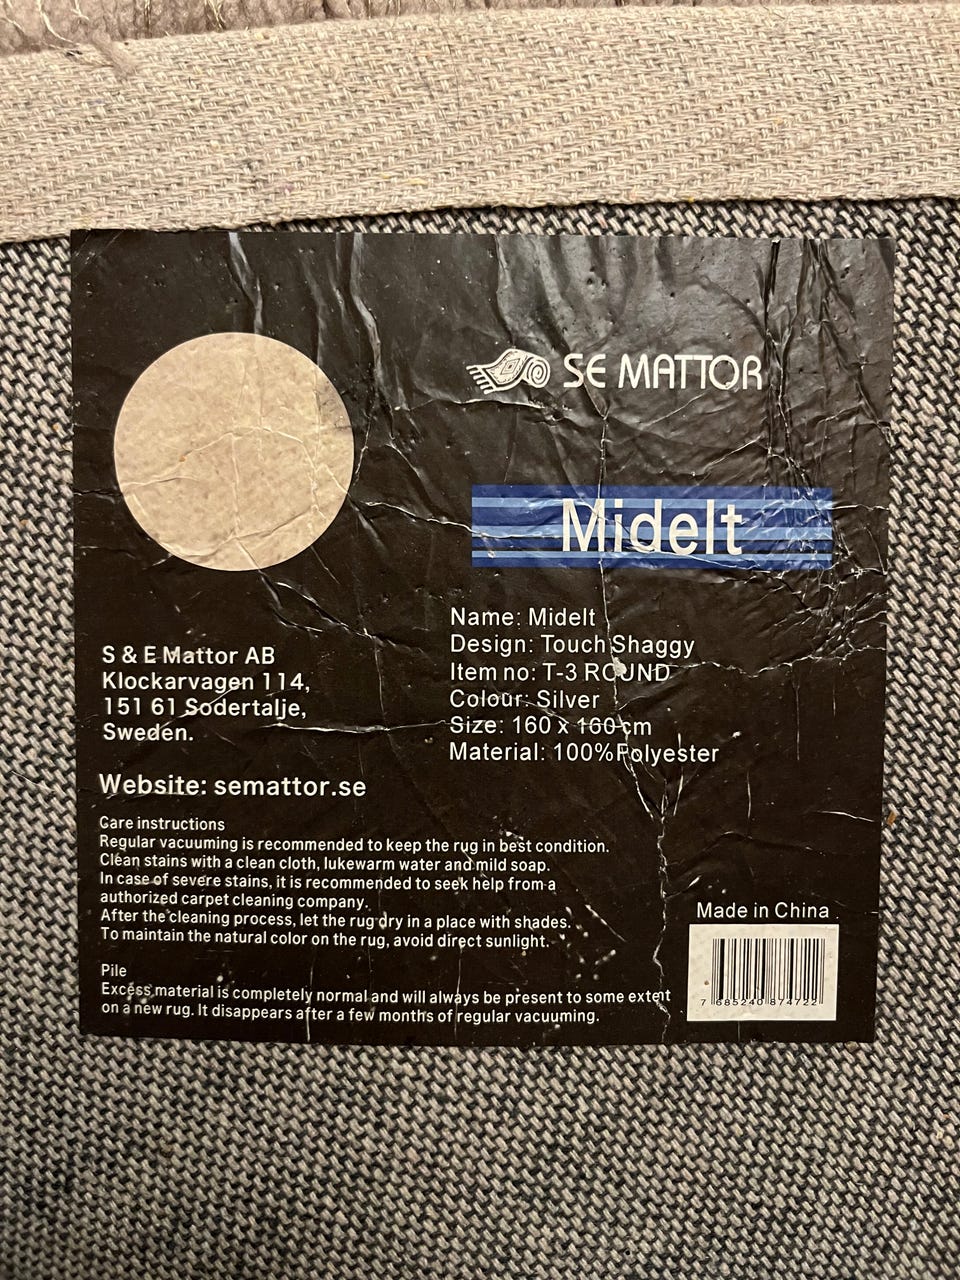 SE MATTOR
Midelt
Name: Midelt
Design: Touch Shaggy
Item no: T-3 ROUND
Colour: Silver
Size: 160 x 160 cm
Material: 100%Polyester
S & E Mattor AB
Klockarvagen 114,
151 61 Sodertalje,
Sweden.
Website: semattor.se
Care instructions
Regular vacuuming is recommended to keep the rug in best condition.
Clean stains with a clean cloth, lukewarm water and mild soap.
In case of severe stains, it is recommended to seek help from a
authorized carpet cleaning company.
After the cleaning process, let the rug dry in a place with shades.
To maintain the natural color on the rug, avoid direct sunlight.
Pile
Excess material is completely normal and will always be present to some extent
on a new rug. It disappears after a few months of regular vacuuming.
Made in China
7 685240 874722